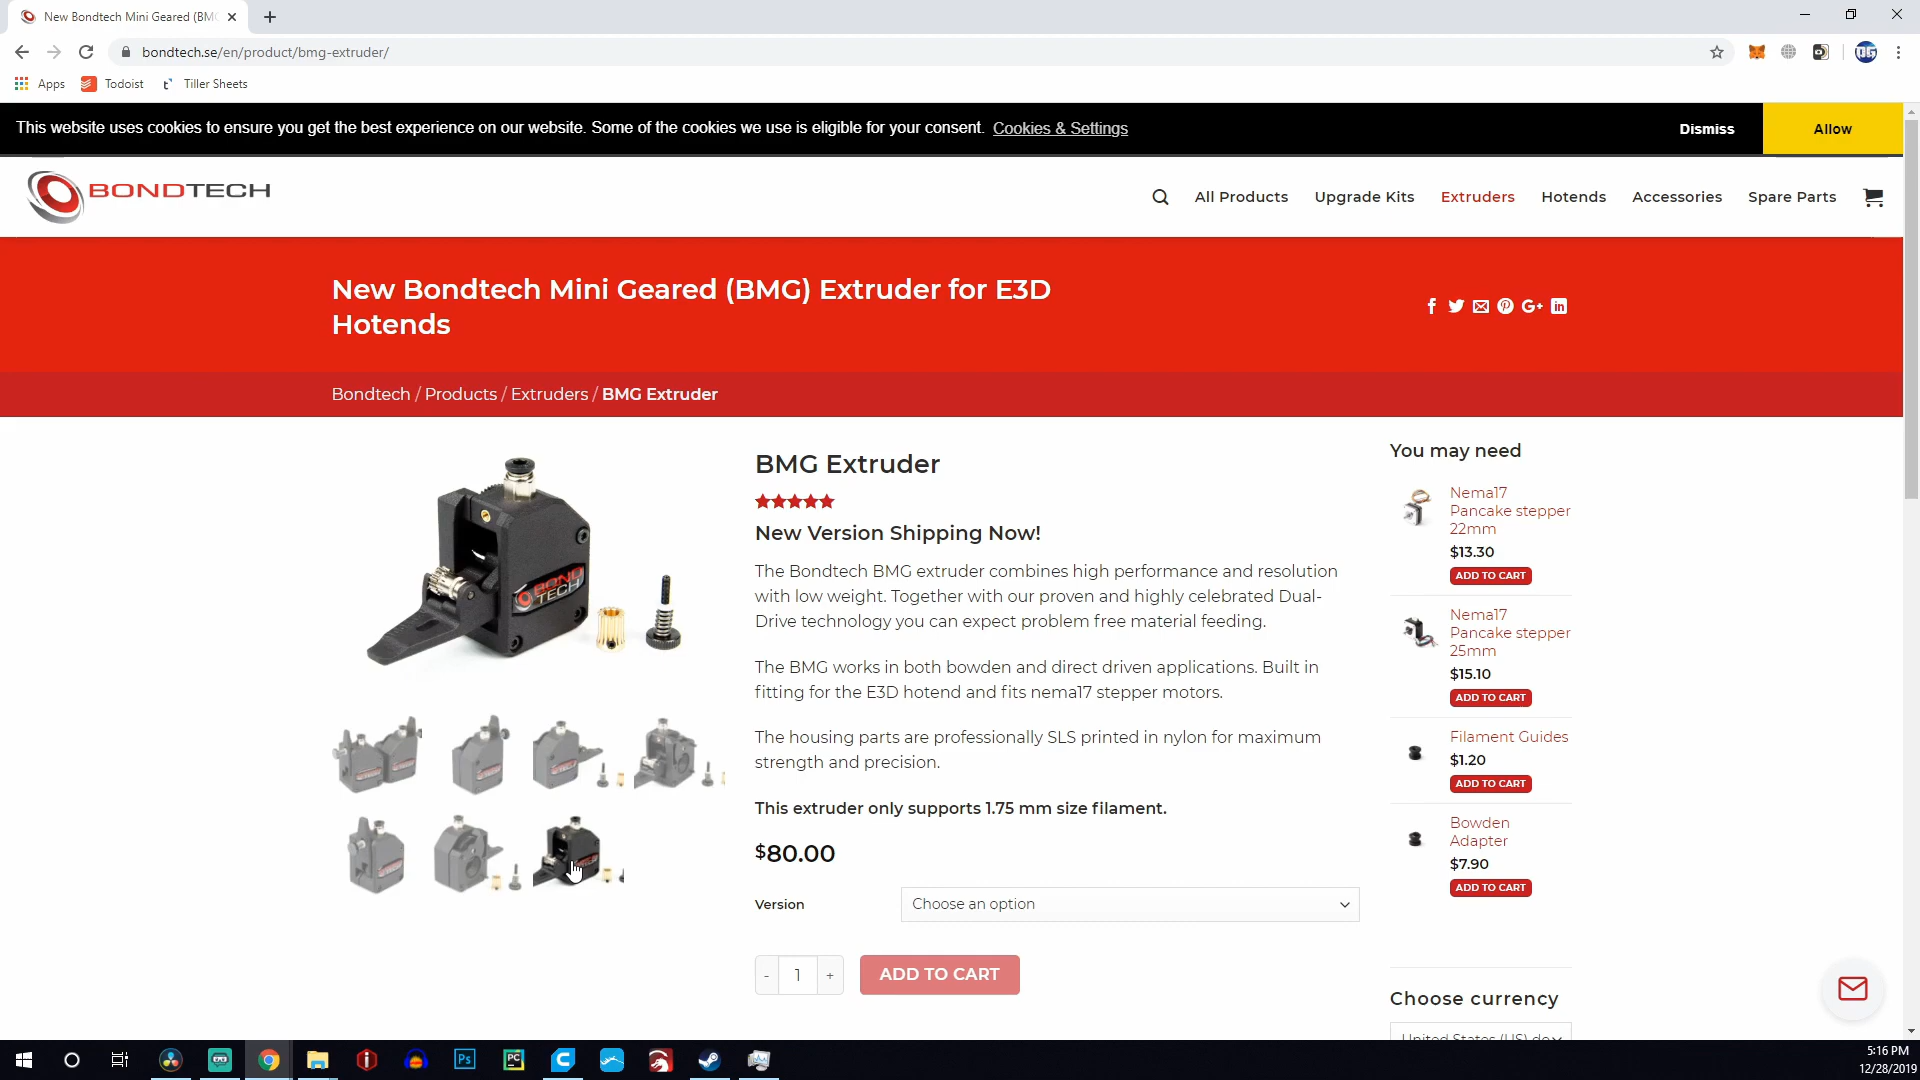 New Bondtech Mini Geared (BMG
bondtech.se/en/product/bmg-extruder/
Apps
Todoist
Tiller Sheets
This website uses cookies to ensure you get the best experience on our website. Some of the cookies we use is eligible for your consent. Cookies & Settings
Dismiss
Allow
BONDTECH
All Products
Upgrade Kits
Extruders
Hotends
Accessories
Spare Parts
New Bondtech Mini Geared (BMG) Extruder for E3D
Hotends
Bondtech / Products / Extruders / BMG Extruder
BOND
TECH
BMG Extruder
New Version Shipping Now!
The Bondtech BMG extruder combines high performance and resolution
with low weight. Together with our proven and highly celebrated Dual-
Drive technology you can expect problem free material feeding.
The BMG works in both bowden and direct driven applications. Built in
fitting for the E3D hotend and fits nema17 stepper motors.
The housing parts are professionally SLS printed in nylon for maximum
strength and precision.
This extruder only supports 1.75 mm size filament.
$80.00
Version
Choose an option
- 1 +
ADD TO CART
You may need
Nema17
Pancake stepper
22mm
$13.30
ADD TO CART
Nema17
Pancake stepper
25mm
$15.10
ADD TO CART
Filament Guides
$1.20
ADD TO CART
Bowden
Adapter
$7.90
ADD TO CART
Choose currency
United States (US) do
Ps
PC
5:16 PM
12/28/2019